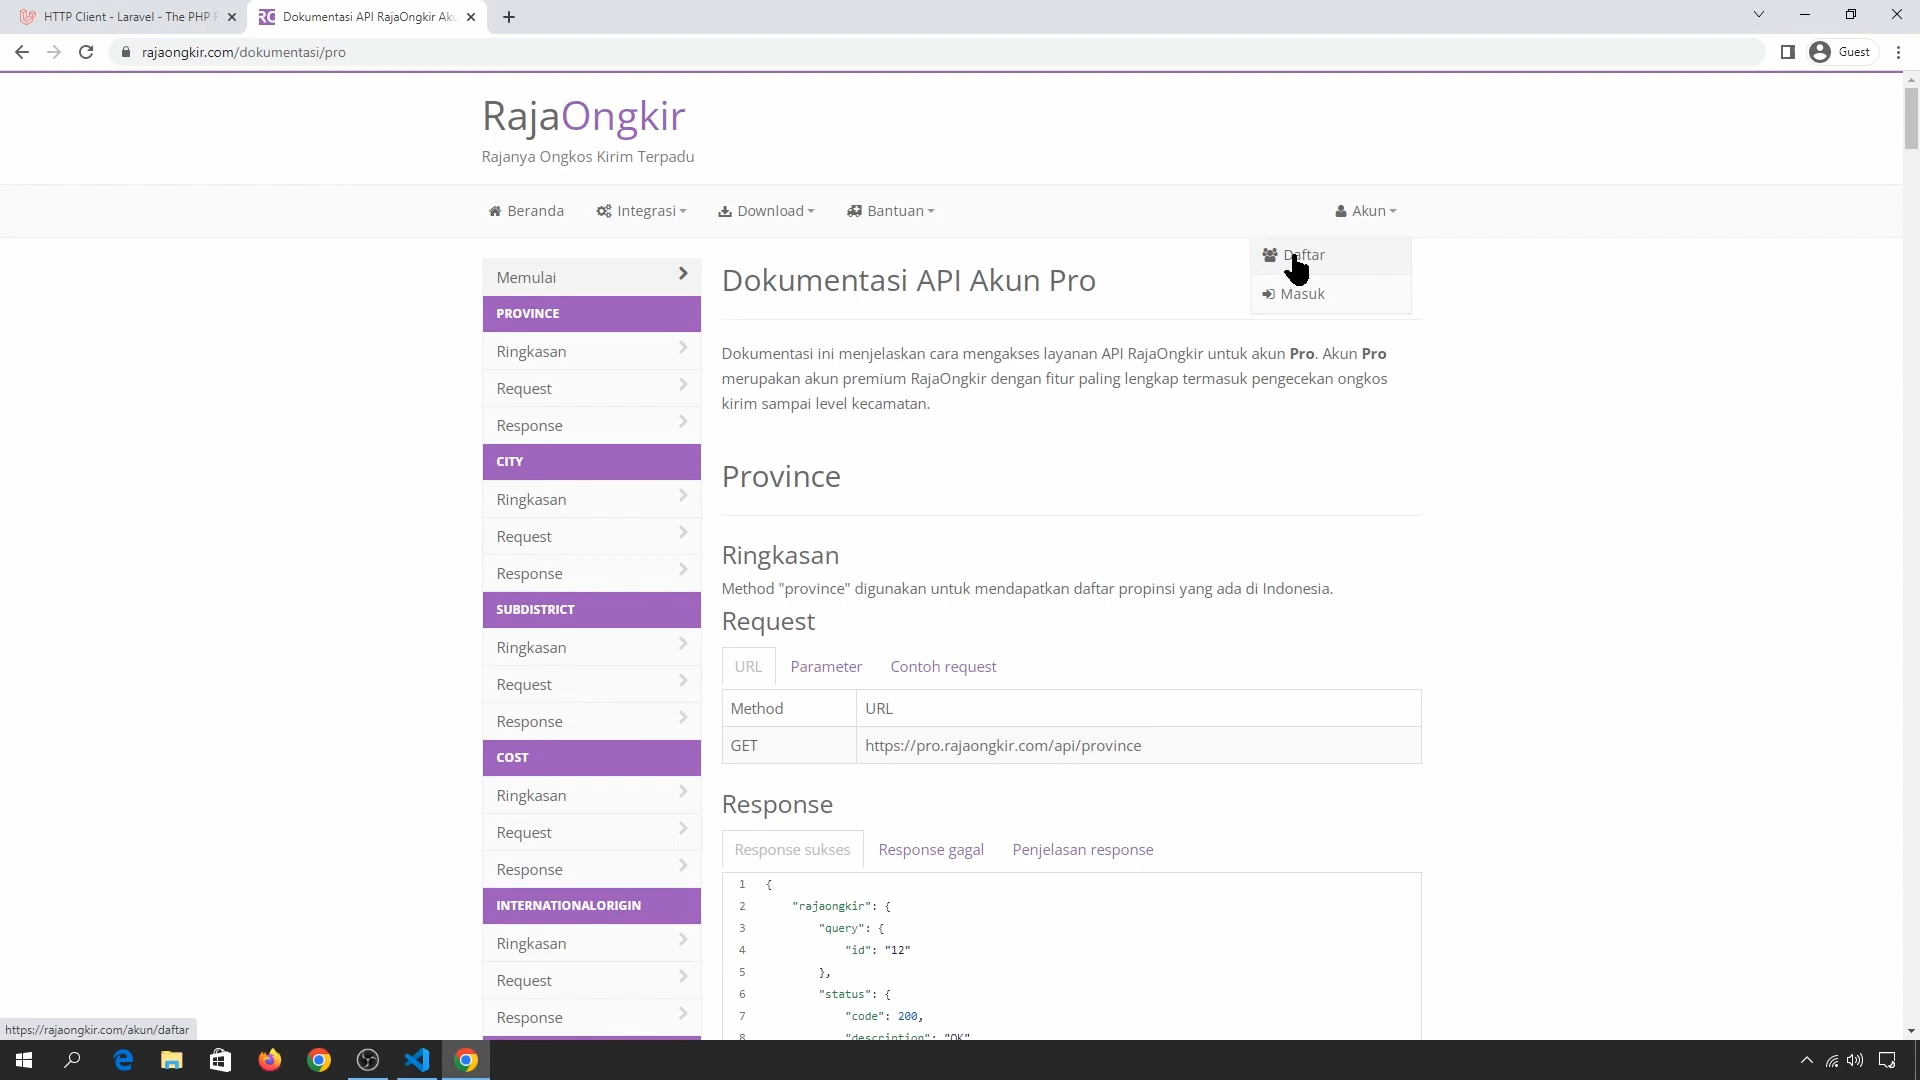 HTTP Client - Laravel - The PHP F
Dokumentasi API RajaOngkir Aku
rajaongkir.com/dokumentasi/pro
Guest
RajaOngkir
Rajanya Ongkos Kirim Terpadu
Beranda
Integrasi
Download
Bantuan
Akun
Daftar
Masuk
Memulai
PROVINCE
Ringkasan
Request
Response
CITY
Ringkasan
Request
Response
SUBDISTRICT
Ringkasan
Request
Response
COST
Ringkasan
Request
Response
INTERNATIONALORIGIN
Ringkasan
Request
Response
Dokumentasi API Akun Pro
Dokumentasi ini menjelaskan cara mengakses layanan API RajaOngkir untuk akun Pro. Akun Pro
merupakan akun premium RajaOngkir dengan fitur paling lengkap termasuk pengecekan ongkos
kirim sampai level kecamatan.
Province
Ringkasan
Method "province" digunakan untuk mendapatkan daftar propinsi yang ada di Indonesia.
Request
URL Parameter Contoh request
Method URL
GET https://pro.rajaongkir.com/api/province
Response
Response sukses Response gagal Penjelasan response
1 {
2 "rajaongkir": {
3 "query": {
4 "id": "12"
5 },
6 "status": {
7 "code": 200,
8 "description": "OK"
https://rajaongkir.com/akun/daftar